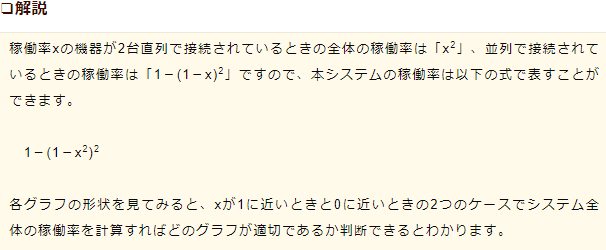 ❏解説
稼働率xの機器が2台直列で接続されているときの全体の稼働率は「x²」、並列で接続されて
いるときの稼働率は「1－(1－x)²」ですので、本システムの稼働率は以下の式で表すことが
できます。
1－(1－x²)²
各グラフの形状を見てみると、xが1に近いときと0に近いときの2つのケースでシステム全
体の稼働率を計算すればどのグラフが適切であるか判断できるとわかります。